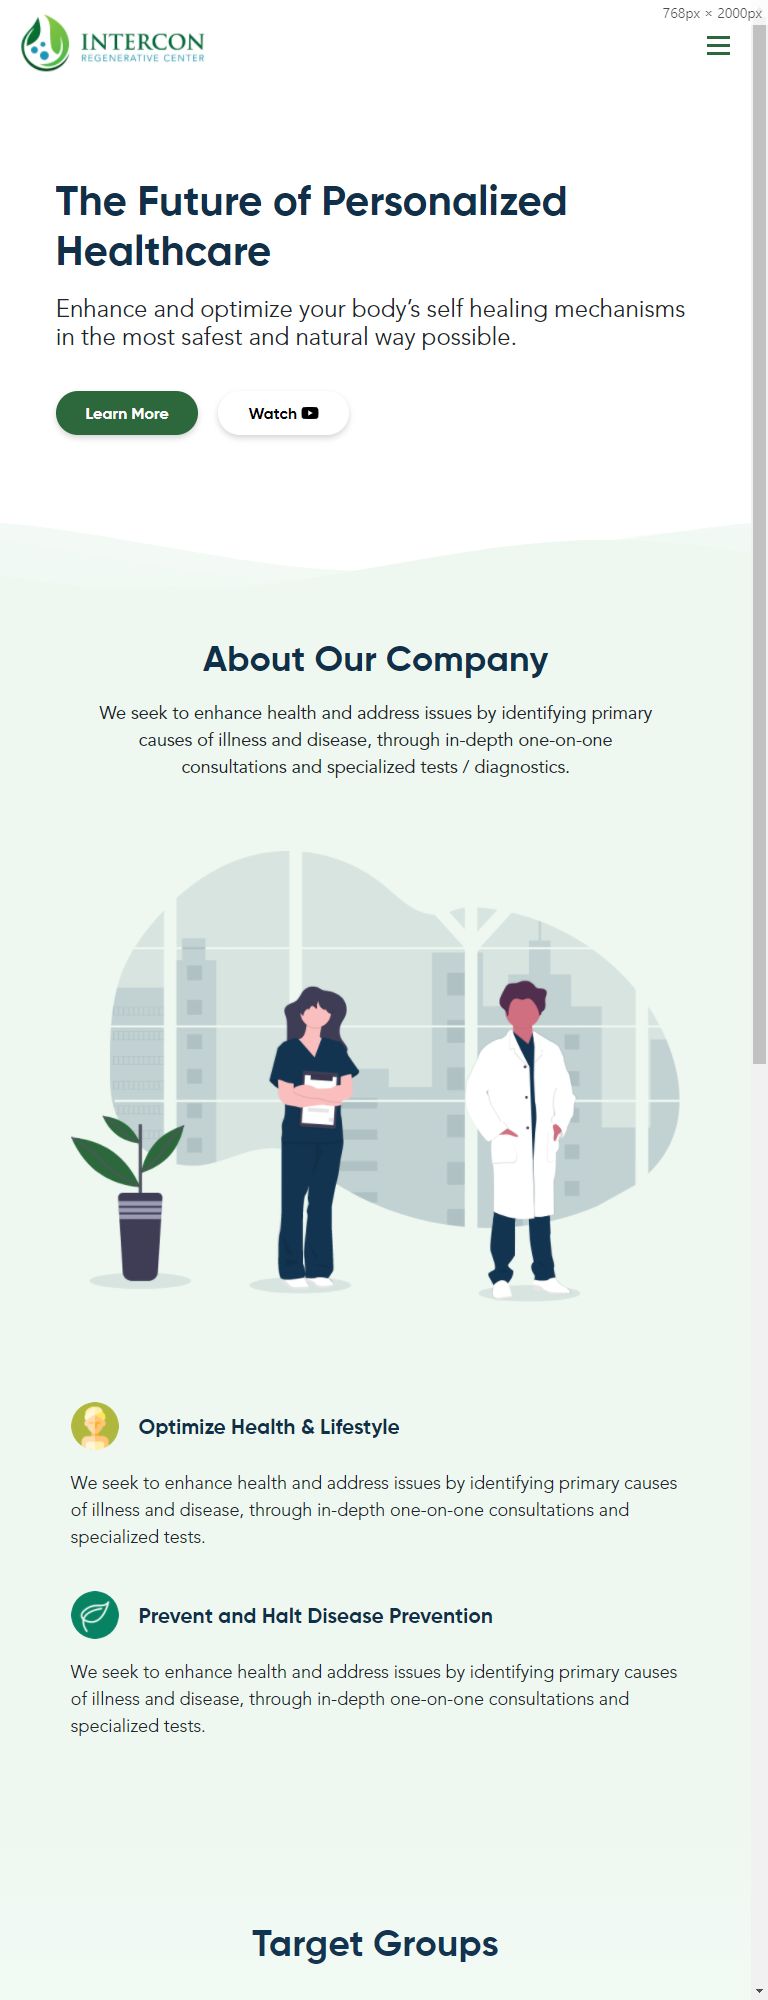 768px × 2000px
INTERCON
REGENERATIVE CENTER
The Future of Personalized
Healthcare
Enhance and optimize your body’s self healing mechanisms
in the most safest and natural way possible.
Learn More
Watch
About Our Company
We seek to enhance health and address issues by identifying primary
causes of illness and disease, through in-depth one-on-one
consultations and specialized tests / diagnostics.
Optimize Health & Lifestyle
We seek to enhance health and address issues by identifying primary causes
of illness and disease, through in-depth one-on-one consultations and
specialized tests.
Prevent and Halt Disease Prevention
We seek to enhance health and address issues by identifying primary causes
of illness and disease, through in-depth one-on-one consultations and
specialized tests.
Target Groups